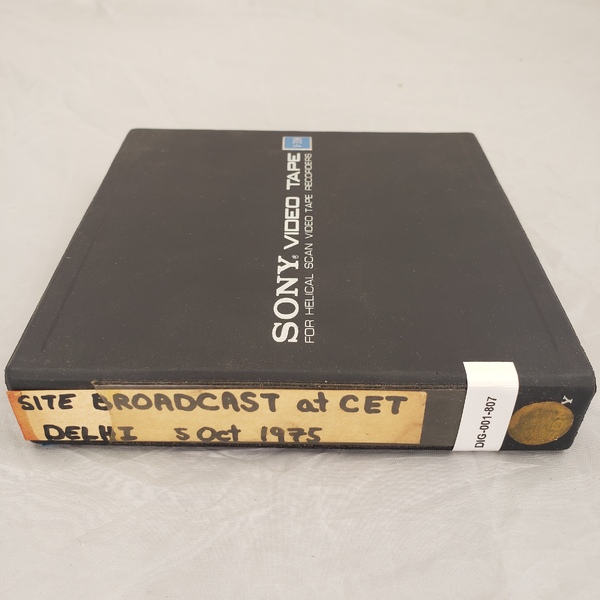 SONY® VIDEO TAPE
FOR HELICAL SCAN VIDEO TAPE RECORDERS
SITE BROADCAST at CET
DELHI 5 Oct 1975
DIG-001-807
Y